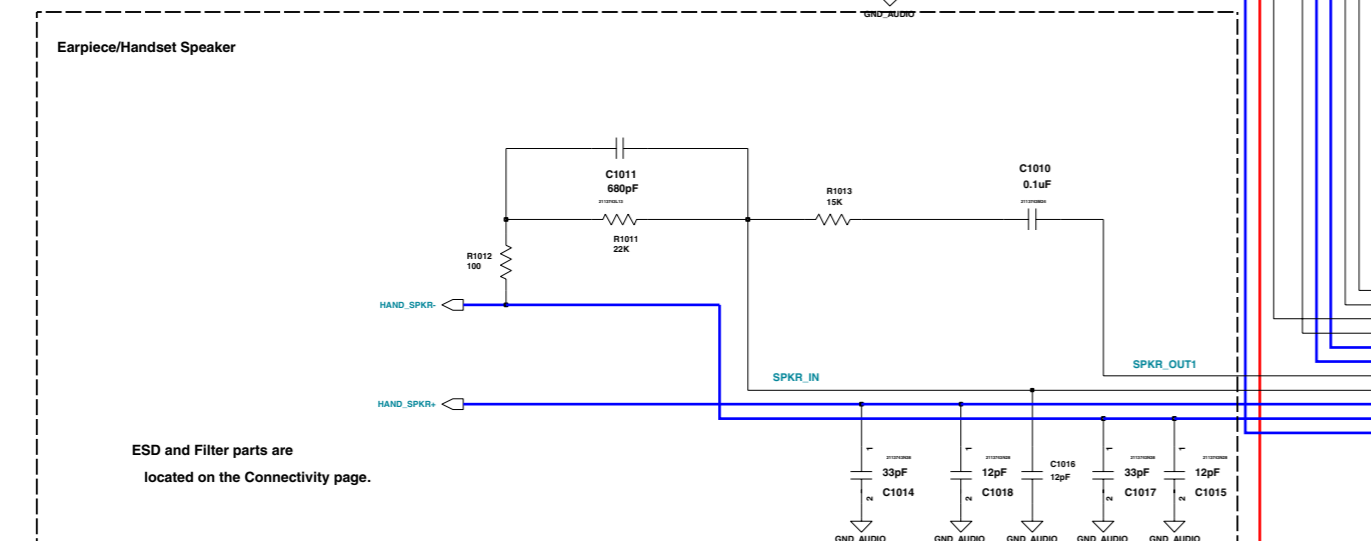 GND_AUDIO
Earpiece/Handset Speaker
C1011
680pF
R1011
22K
R1012
100
R1013
15K
C1010
0.1uF
HAND_SPKR-
SPKR_IN
SPKR_OUT1
HAND_SPKR+
ESD and Filter parts are
located on the Connectivity page.
1
33pF
2
C1014
GND_AUDIO
1
12pF
2
C1018
GND_AUDIO
C1016
12pF
GND_AUDIO
1
33pF
2
C1017
GND_AUDIO
1
12pF
2
C1015
GND_AUDIO